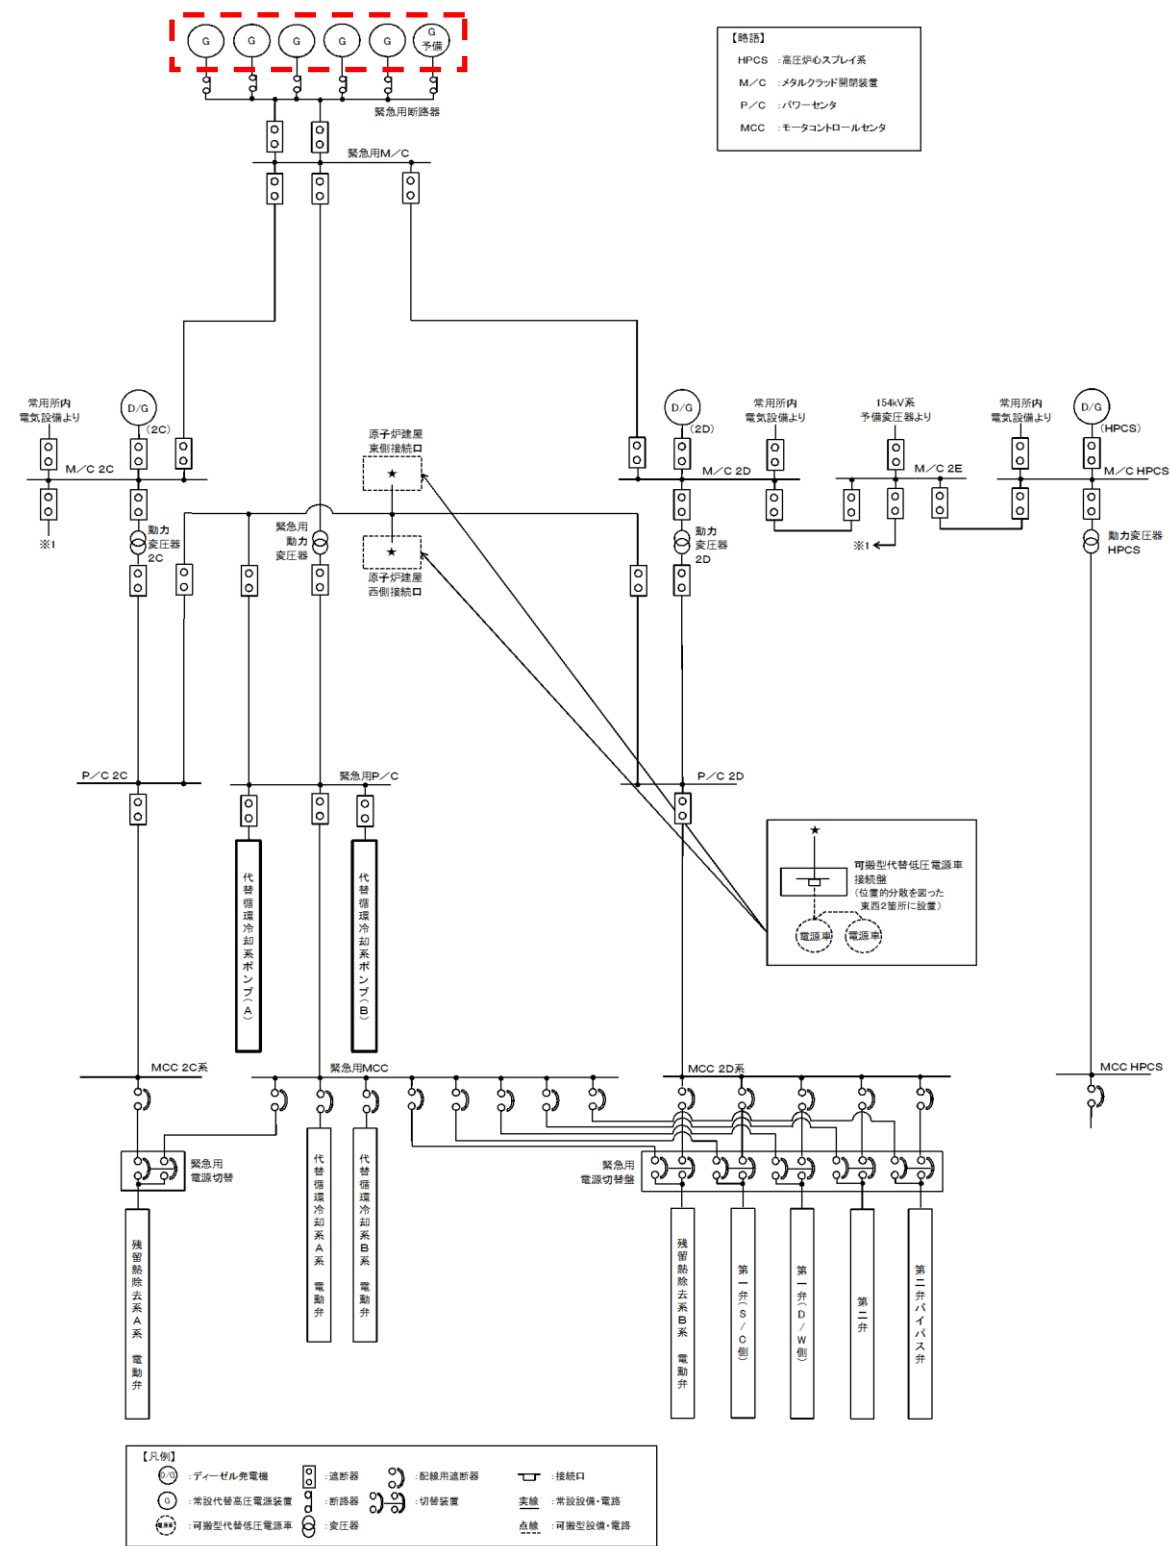 G
G
G
G
G
G
予備
緊急用断路器
【略語】
HPCS :高圧炉心スプレイ系
M/C :メタルクラッド開閉装置
P/C :パワーセンタ
MCC :モータコントロールセンタ
緊急用M/C
常用所内
電気設備より
D/G
(2C)
M/C 2C
原子炉建屋
東側接続口
★
D/G
(2D)
M/C 2D
常用所内
電気設備より
154kV系
予備変圧器より
M/C 2E
常用所内
電気設備より
D/G
(HPCS)
M/C HPCS
※1
動力
変圧器
2C
緊急用
動力
変圧器
★
原子炉建屋
西側接続口
動力
変圧器
2D
※1
動力変圧器
HPCS
P/C 2C
緊急用P/C
P/C 2D
代替循環冷却系ポンプ(A)
代替循環冷却系ポンプ(B)
★
可搬型代替低圧電源車
接続盤
(位置的分散を図った
東西2箇所に設置)
電源車
電源車
MCC 2C系
緊急用MCC
MCC 2D系
MCC HPCS
緊急用
電源切替
緊急用
電源切替盤
残留熱除去系A系 電動弁
代替循環冷却系A系 電動弁
代替循環冷却系B系 電動弁
残留熱除去系B系 電動弁
第一弁(S/C側)
第一弁(D/W側)
第二弁
第二弁バイパス弁
【凡例】
D/G :ディーゼル発電機
:遮断器
:配線用遮断器
:接続口
G :常設代替高圧電源装置
:断路器
:切替装置
実線 :常設設備・電路
電源車 :可搬型代替低圧電源車
:変圧器
点線 :可搬型設備・電路